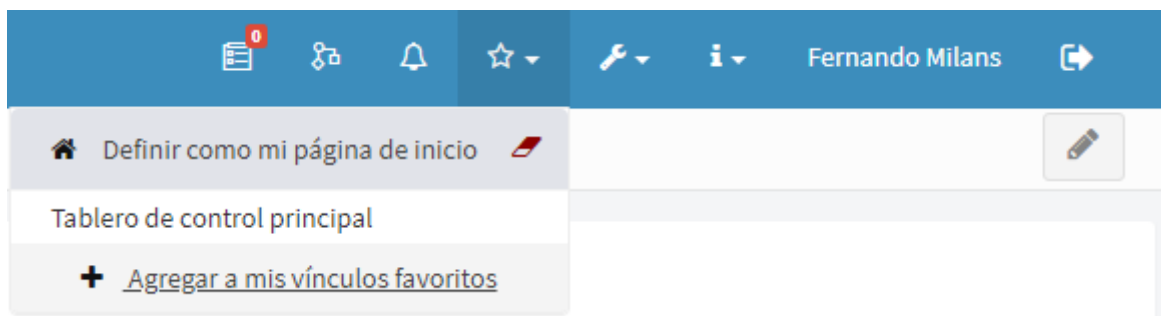 0
Fernando Milans
Definir como mi página de inicio
Tablero de control principal
Agregar a mis vínculos favoritos